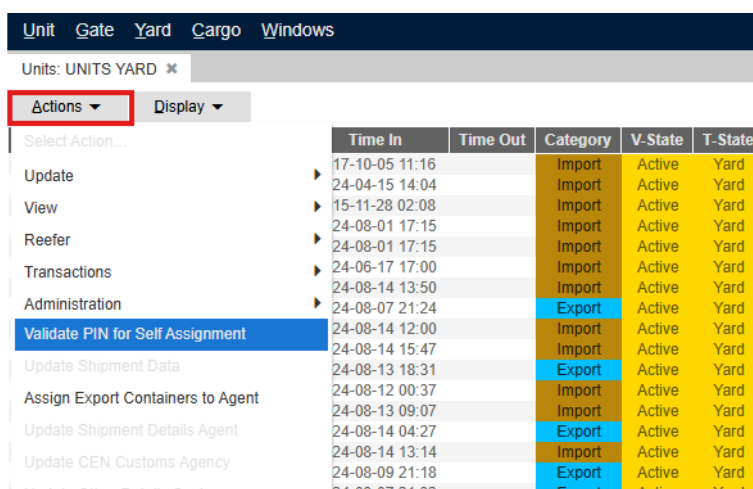 Unit Gate Yard Cargo Windows
Units: UNITS YARD ✖
Actions Display
Select Action...
Time In Time Out Category V-State T-State
17-10-05 11:16 Import Active Yard
Update
24-04-15 14:04 Import Active Yard
View
15-11-28 02:08 Import Active Yard
24-08-01 17:15 Import Active Yard
Reefer
24-08-01 17:15 Import Active Yard
Transactions
24-06-17 17:00 Import Active Yard
24-08-14 13:50 Import Active Yard
Administration
24-08-07 21:24 Export Active Yard
Validate PIN for Self Assignment
24-08-14 12:00 Import Active Yard
24-08-14 15:47 Import Active Yard
Update Shipment Data
24-08-13 18:31 Export Active Yard
Assign Export Containers to Agent
24-08-12 00:37 Import Active Yard
24-08-13 09:07 Import Active Yard
Update Shipment Details Agent
24-08-14 04:27 Export Active Yard
24-08-14 13:14 Import Active Yard
Update CEN Customs Agency
24-08-09 21:18 Export Active Yard